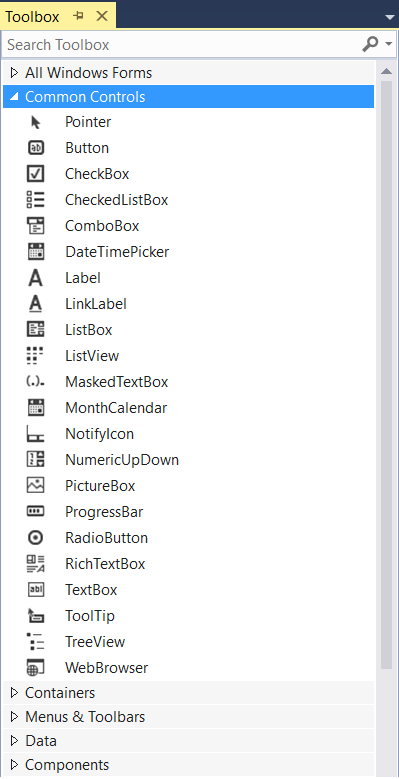 Toolbox
Search Toolbox
All Windows Forms
Common Controls
Pointer
Button
CheckBox
CheckedListBox
ComboBox
DateTimePicker
Label
LinkLabel
ListBox
ListView
MaskedTextBox
MonthCalendar
NotifyIcon
NumericUpDown
PictureBox
ProgressBar
RadioButton
RichTextBox
TextBox
ToolTip
TreeView
WebBrowser
Containers
Menus & Toolbars
Data
Components